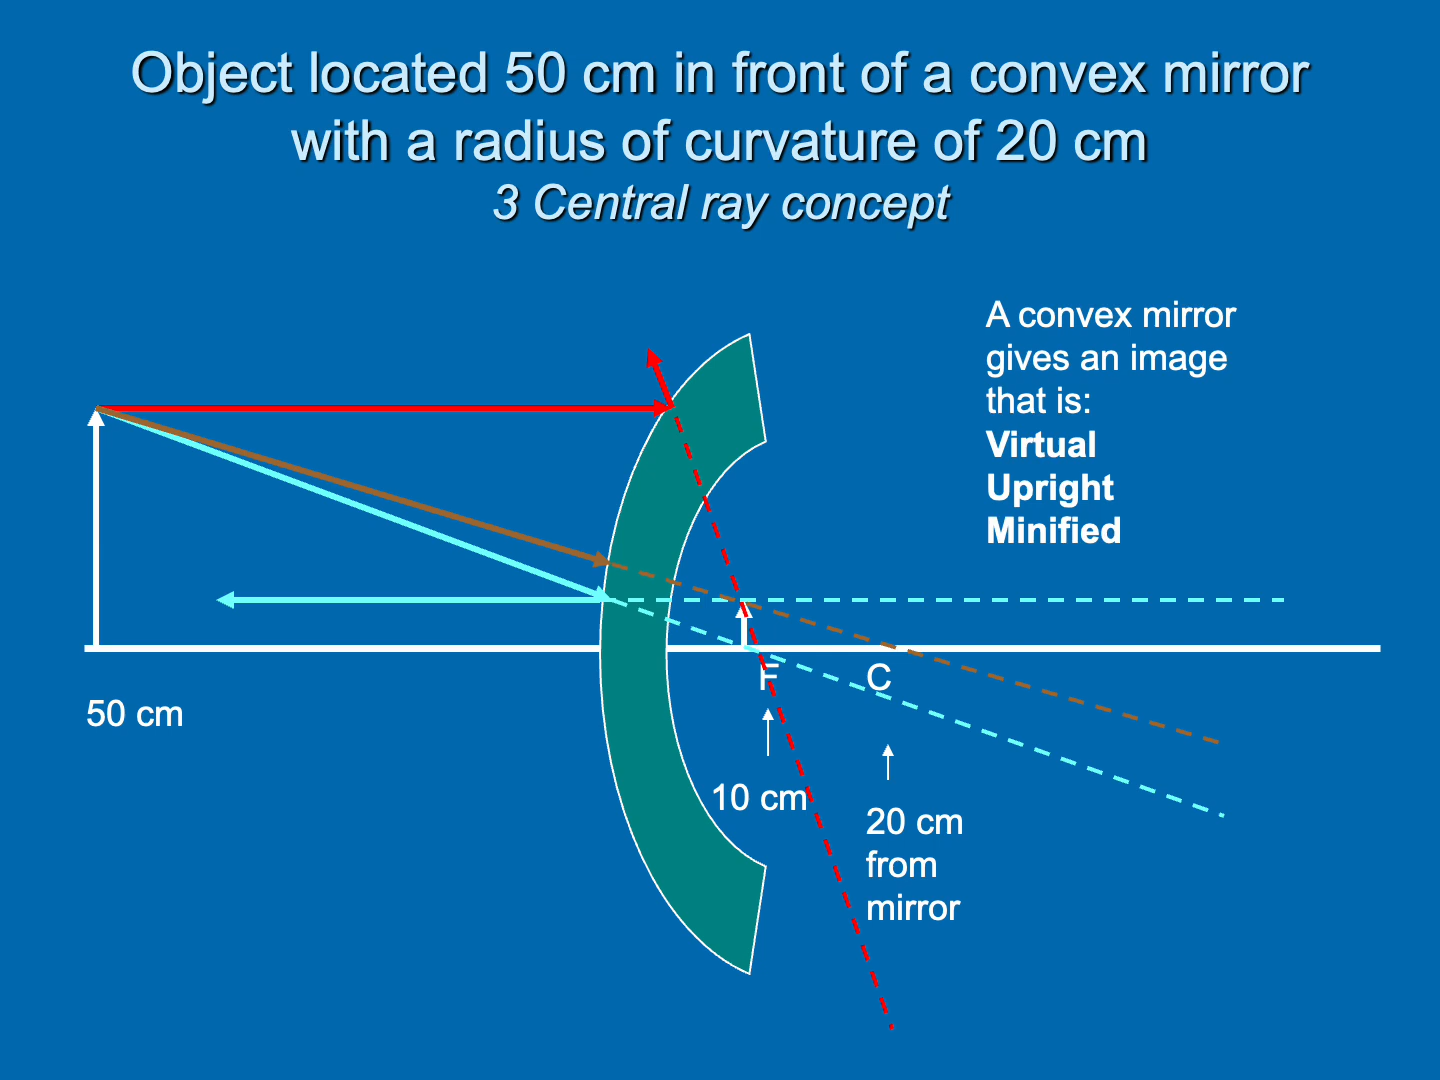 Object located 50 cm in front of a convex mirror
with a radius of curvature of 20 cm
3 Central ray concept
A convex mirror
gives an image
that is:
Virtual
Upright
Minified
F
C
50 cm
10 cm
20 cm
from
mirror